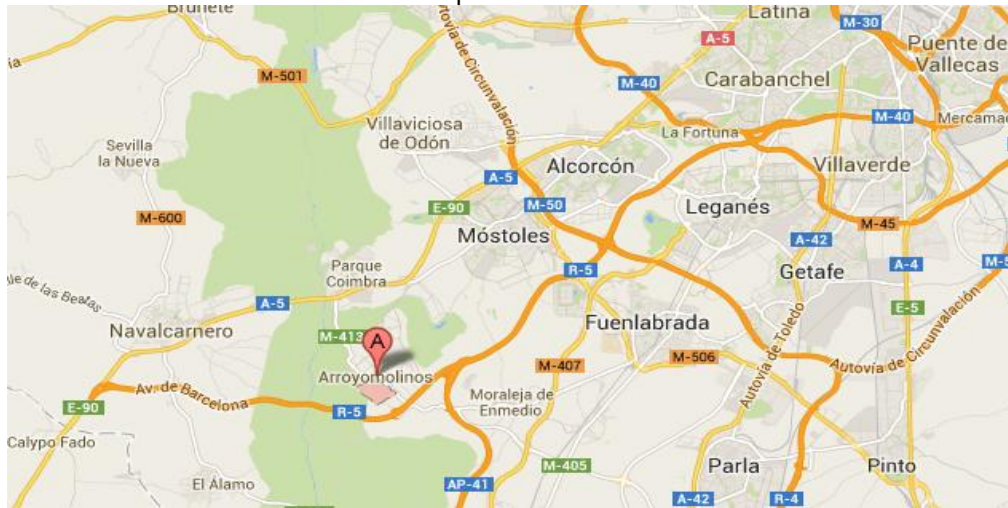 Brunete
Latina
M-30
A-5
Puente de
Vallecas
M-501
M-40
Carabanchel
Autovía de Circunvalación
M-40
Mercamad
Villaviciosa
de Odón
La Fortuna
Sevilla
la Nueva
Alcorcón
Villaverde
A-5
E-90
M-50
Leganés
M-600
M-45
Móstoles
A-42
A-4
Parque
Coimbra
R-5
Getafe
M-5
lle de las Beatas
A-5
E-5
Navalcarnero
M-413
A
Fuenlabrada
Autovía de Toledo
Autovía de Circunvalación
M-506
M-407
Arroyomolinos
Av. de Barcelona
E-90
R-5
Moraleja de
Enmedio
Calypo Fado
M-405
Parla
Pinto
El Álamo
AP-41
A-42
R-4